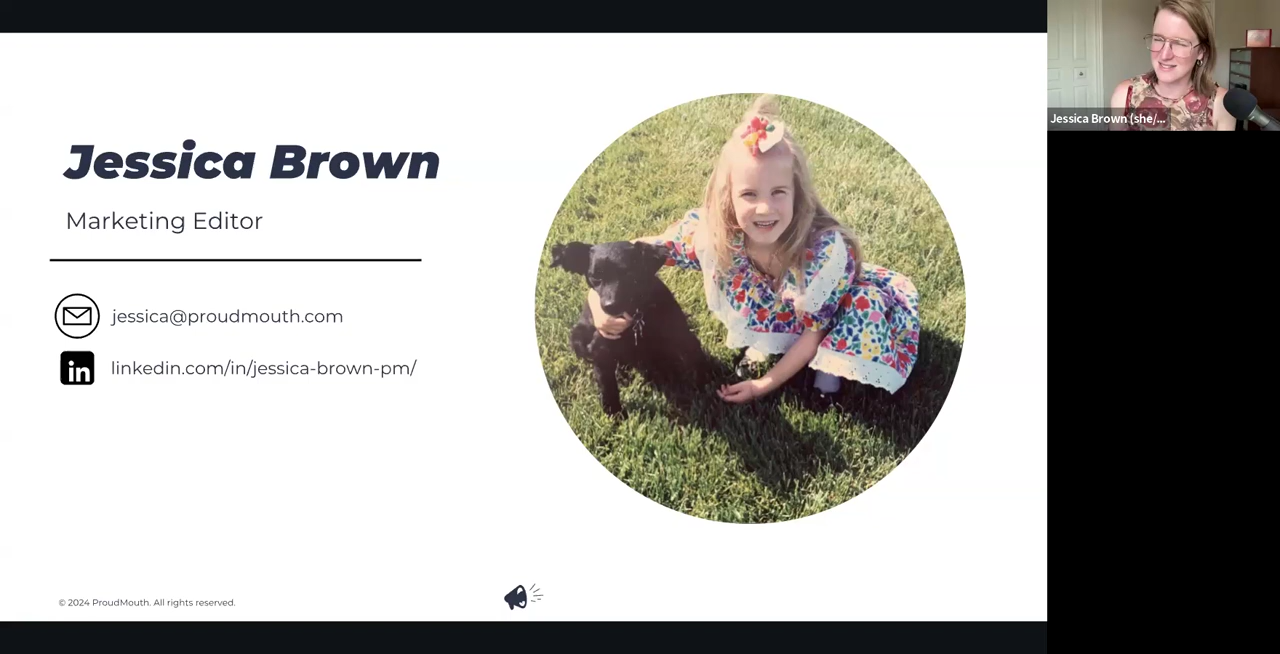 Jessica Brown
Marketing Editor
jessica@proudmouth.com
in linkedin.com/in/jessica-brown-pm/
© 2024 ProudMouth. All rights reserved.
Jessica Brown (she/...